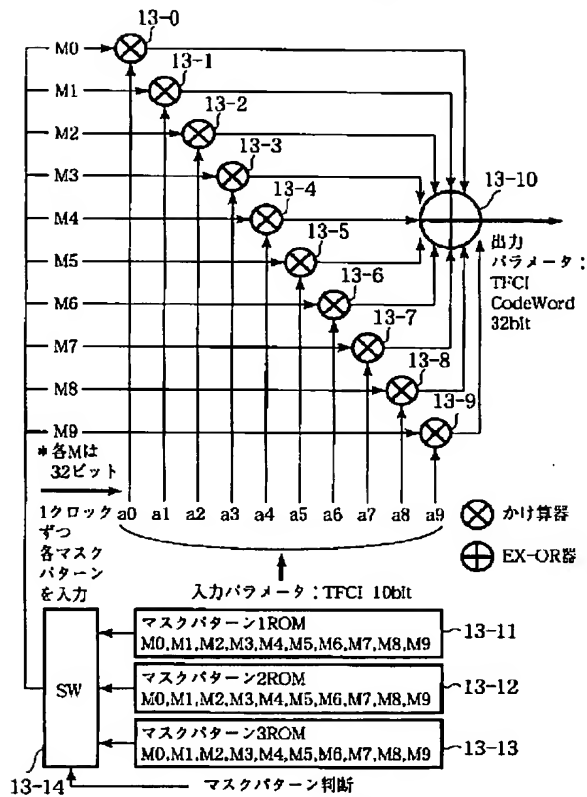 13-0
M0
13-1
M1
13-2
M2
13-3
M3
13-4
13-10
M4
13-5
出力
パラメータ：
TFCI
CodeWord
32bit
M5
13-6
M6
13-7
M7
13-8
M8
13-9
M9
*各Mは
32ビット
1クロック
ずつ
各マスク
パターン
を入力
a0 a1 a2 a3 a4 a5 a6 a7 a8 a9
かけ算器
EX-OR器
入力パラメータ：TFCI 10bit
マスクパターン1ROM
M0,M1,M2,M3,M4,M5,M6,M7,M8,M9
13-11
SW
マスクパターン2ROM
M0,M1,M2,M3,M4,M5,M6,M7,M8,M9
13-12
マスクパターン3ROM
M0,M1,M2,M3,M4,M5,M6,M7,M8,M9
13-13
13-14
マスクパターン判断